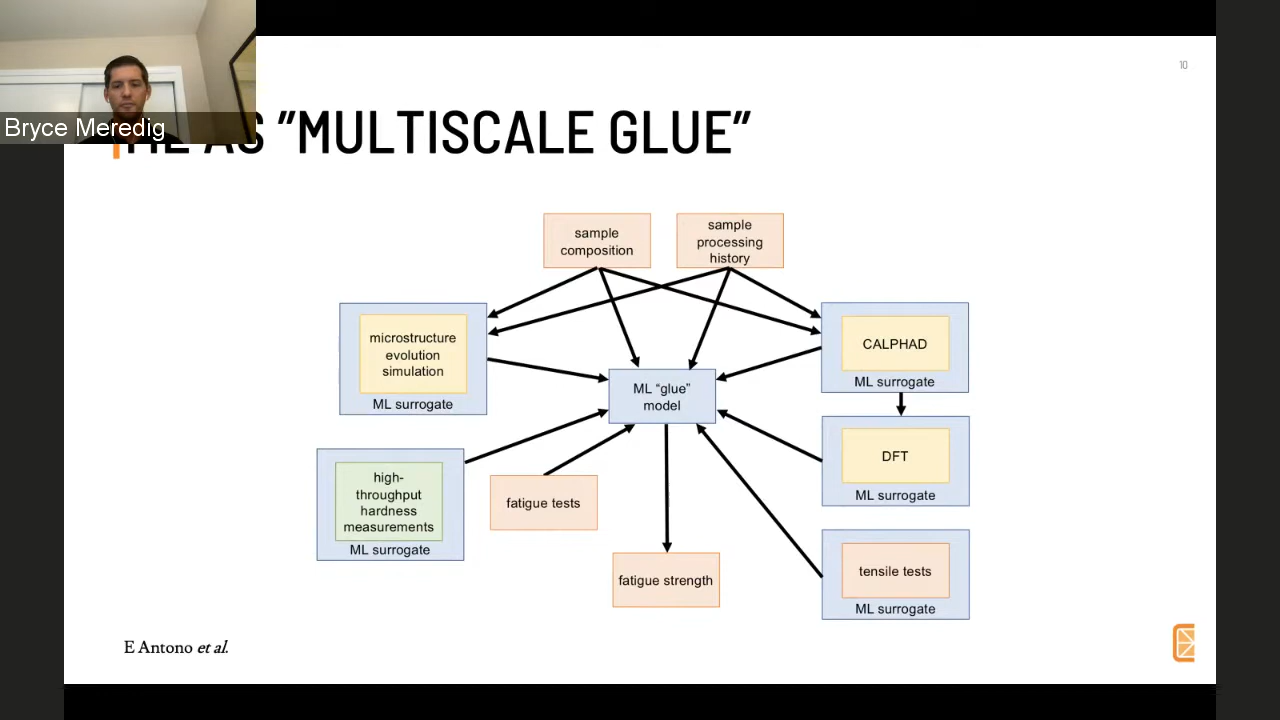 10
Bryce Meredig
ML AS "MULTISCALE GLUE"
sample
composition
sample
processing
history
microstructure
evolution
simulation
ML surrogate
CALPHAD
ML surrogate
ML “glue”
model
DFT
ML surrogate
high-
throughput
hardness
measurements
ML surrogate
fatigue tests
fatigue strength
tensile tests
ML surrogate
E Antono et al.